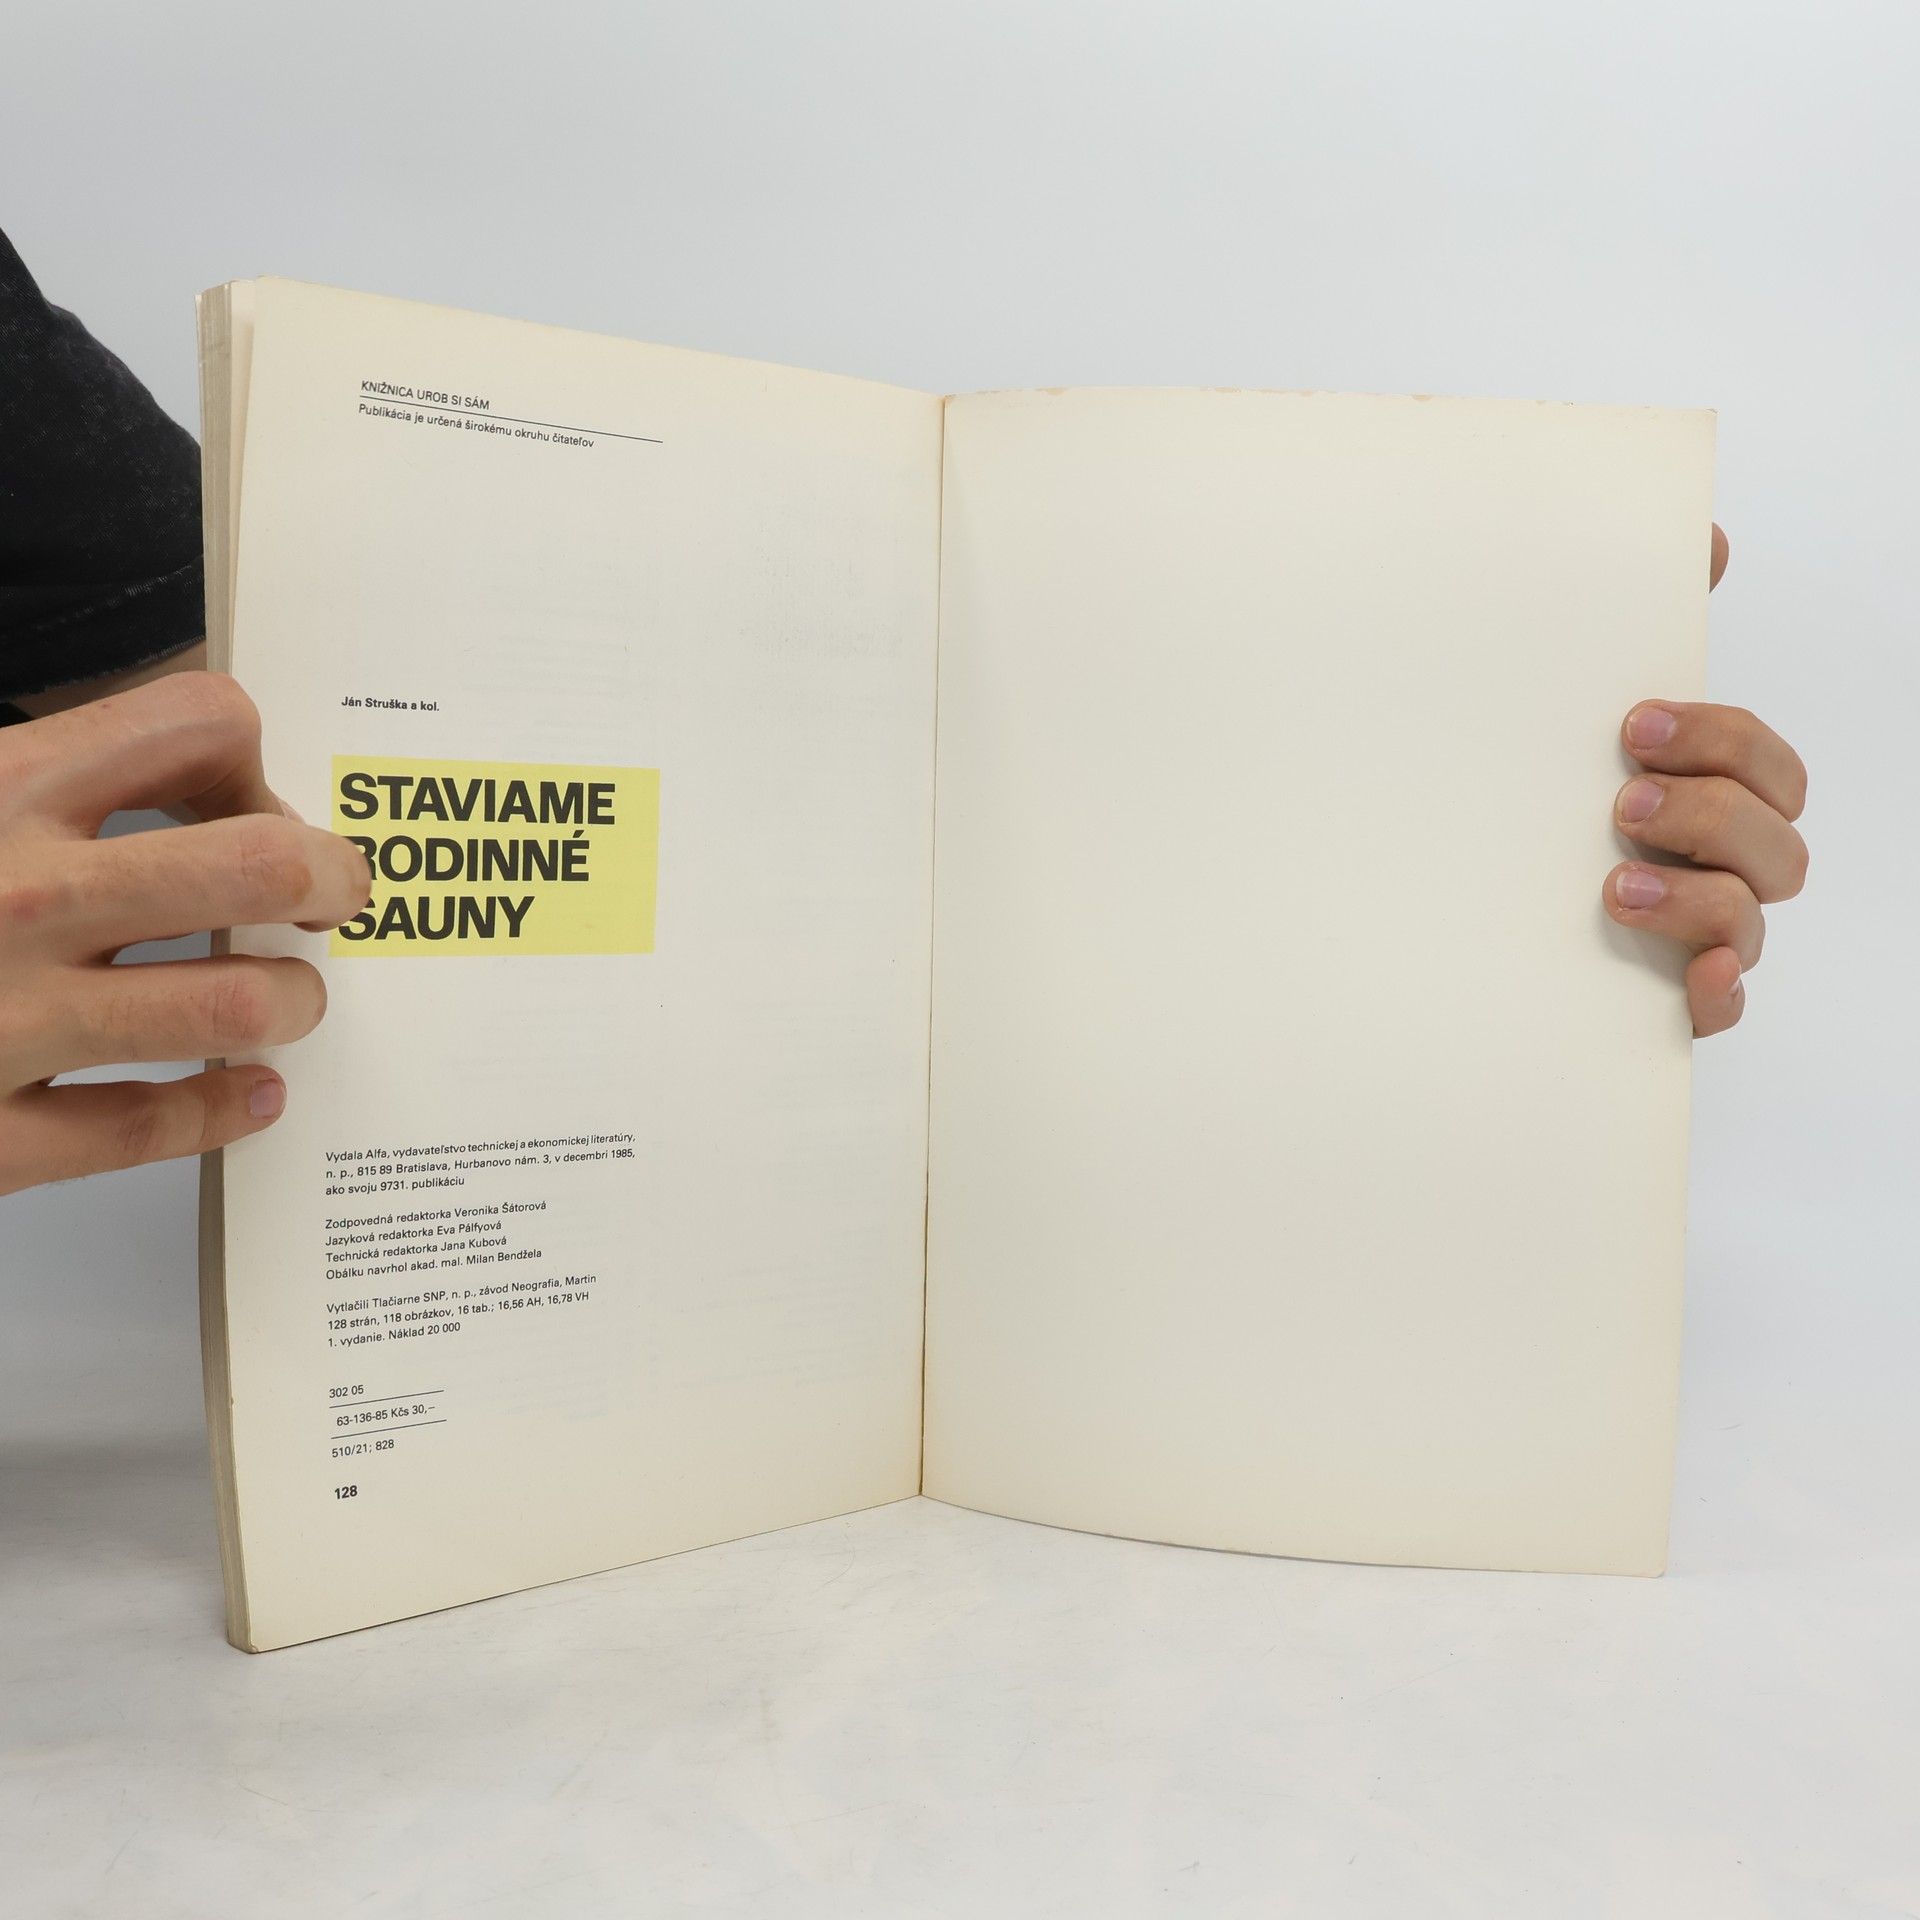 KNIŽNICA UROB SI SÁM
Publikácia je určená širokému okruhu čitateľov
Ján Struška a kol.
STAVIAME
RODINNÉ
SAUNY
Vydala Alfa, vydavateľstvo technickej a ekonomickej literatúry,
n. p., 815 89 Bratislava, Hurbanovo nám. 3, v decembri 1985,
ako svoju 9731. publikáciu
Zodpovedná redaktorka Veronika Šátorová
Jazyková redaktorka Eva Pálfyová
Technická redaktorka Jana Kubová
Obálku navrhol akad. mal. Milan Bendžela
Vytlačili Tlačiarne SNP, n. p., závod Neografia, Martin
128 strán, 118 obrázkov, 16 tab.; 16,56 AH, 16,78 VH
1. vydanie. Náklad 20 000
302 05
63-136-85 Kčs 30,–
510/21; 828
128